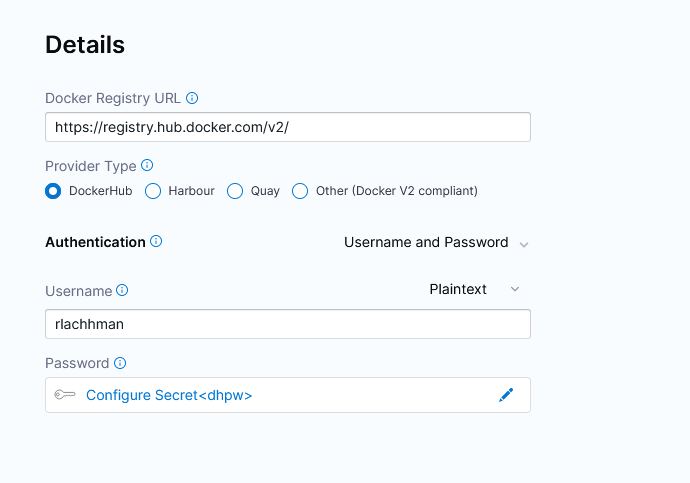 Details
Docker Registry URL
https://registry.hub.docker.com/v2/
Provider Type
DockerHub Harbour Quay Other (Docker V2 compliant)
Authentication Username and Password
Username Plaintext
rlachhman
Password
Configure Secret<dhpw>